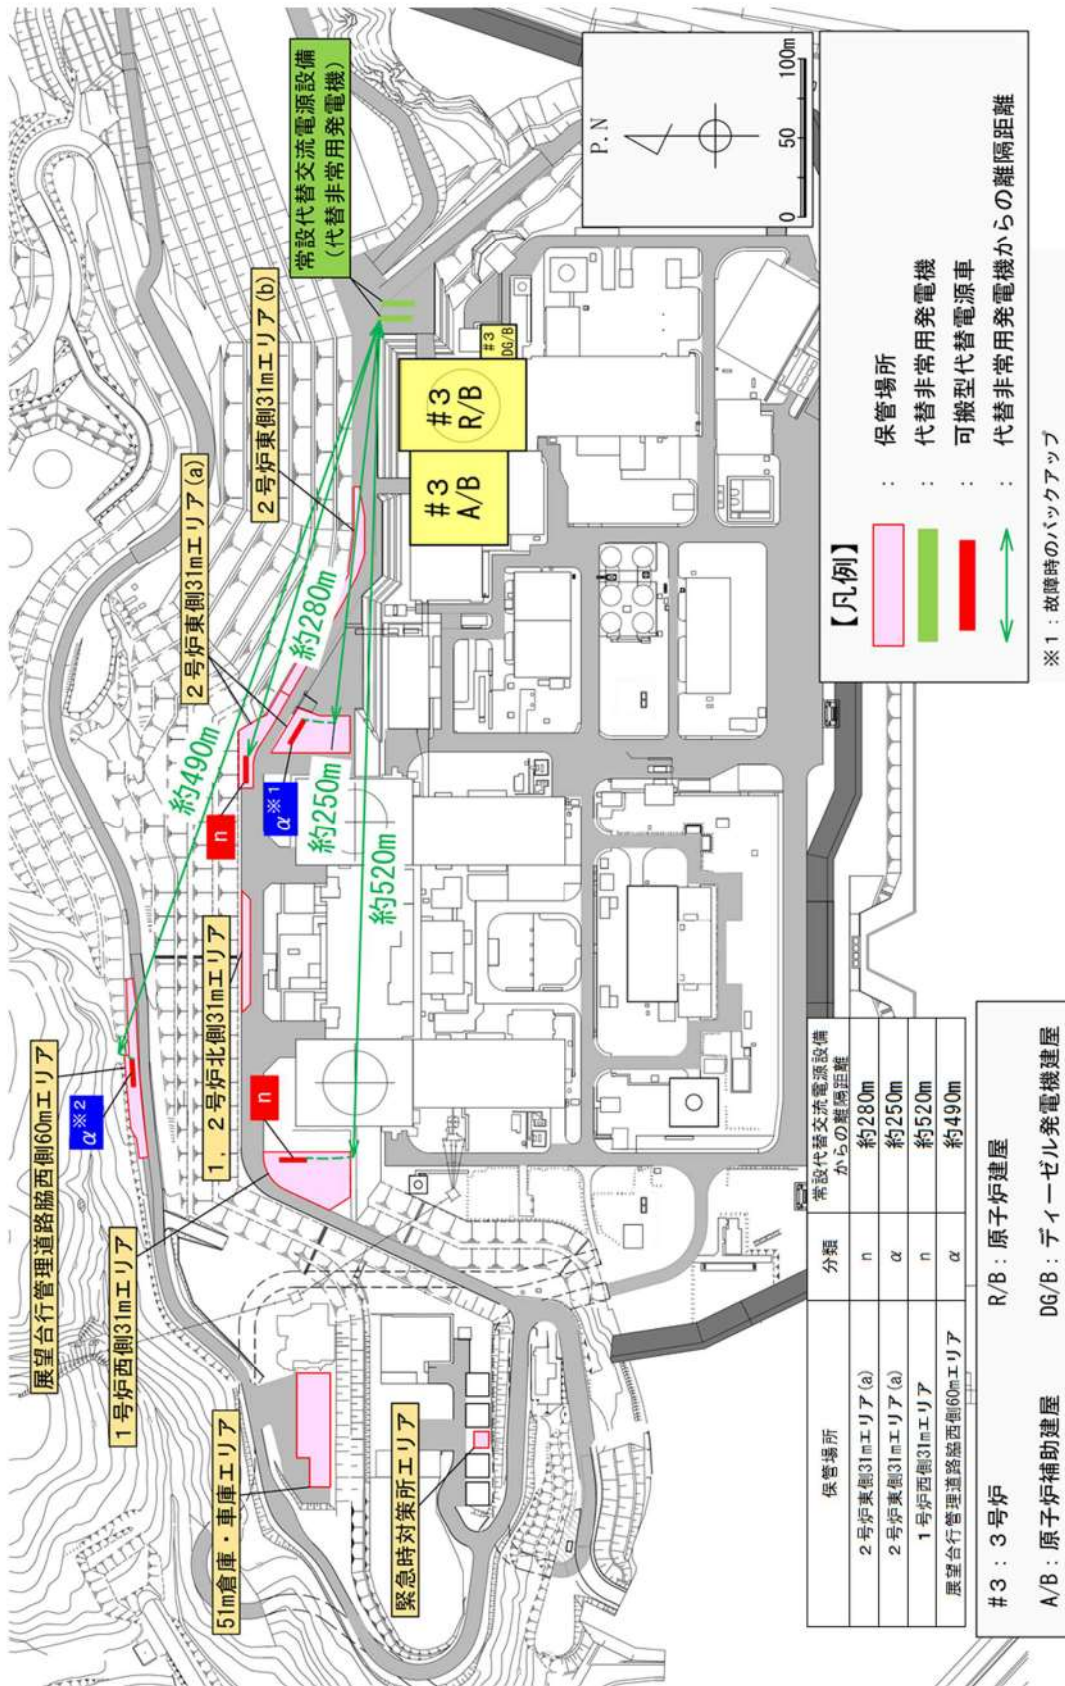 展望台行管理道路脇西側60mエリア
α※2
1号炉西側31mエリア
51m倉庫・車庫エリア
緊急時対策所エリア
1，2号炉北側31mエリア
n
n
α※1
2号炉東側31mエリア(a)
2号炉東側31mエリア(b)
常設代替交流電源設備
(代替非常用発電機)
約490m
約280m
約250m
約520m
#3
A/B
#3
R/B
#3
DG/B
P.N
0 50 100m
【凡例】
： 保管場所
： 代替非常用発電機
： 可搬型代替電源車
： 代替非常用発電機からの離隔距離
※1：故障時のバックアップ
保管場所 分類 常設代替交流電源設備
からの離隔距離
2号炉東側31mエリア(a) n 約280m
2号炉東側31mエリア(a) α 約250m
1号炉西側31mエリア n 約520m
展望台行管理道路脇西側60mエリア α 約490m
#3：3号炉 R/B：原子炉建屋
A/B：原子炉補助建屋 DG/B：ディーゼル発電機建屋